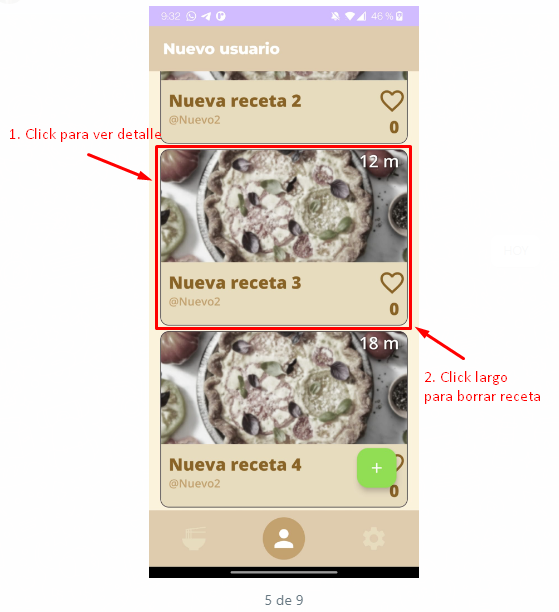 9:32
46 %
Nuevo usuario
Nueva receta 2
@Nuevo2
0
1. Click para ver detalle
12 m
Nueva receta 3
@Nuevo2
0
18 m
2. Click largo
para borrar receta
Nueva receta 4
+
@Nuevo2
0
5 de 9